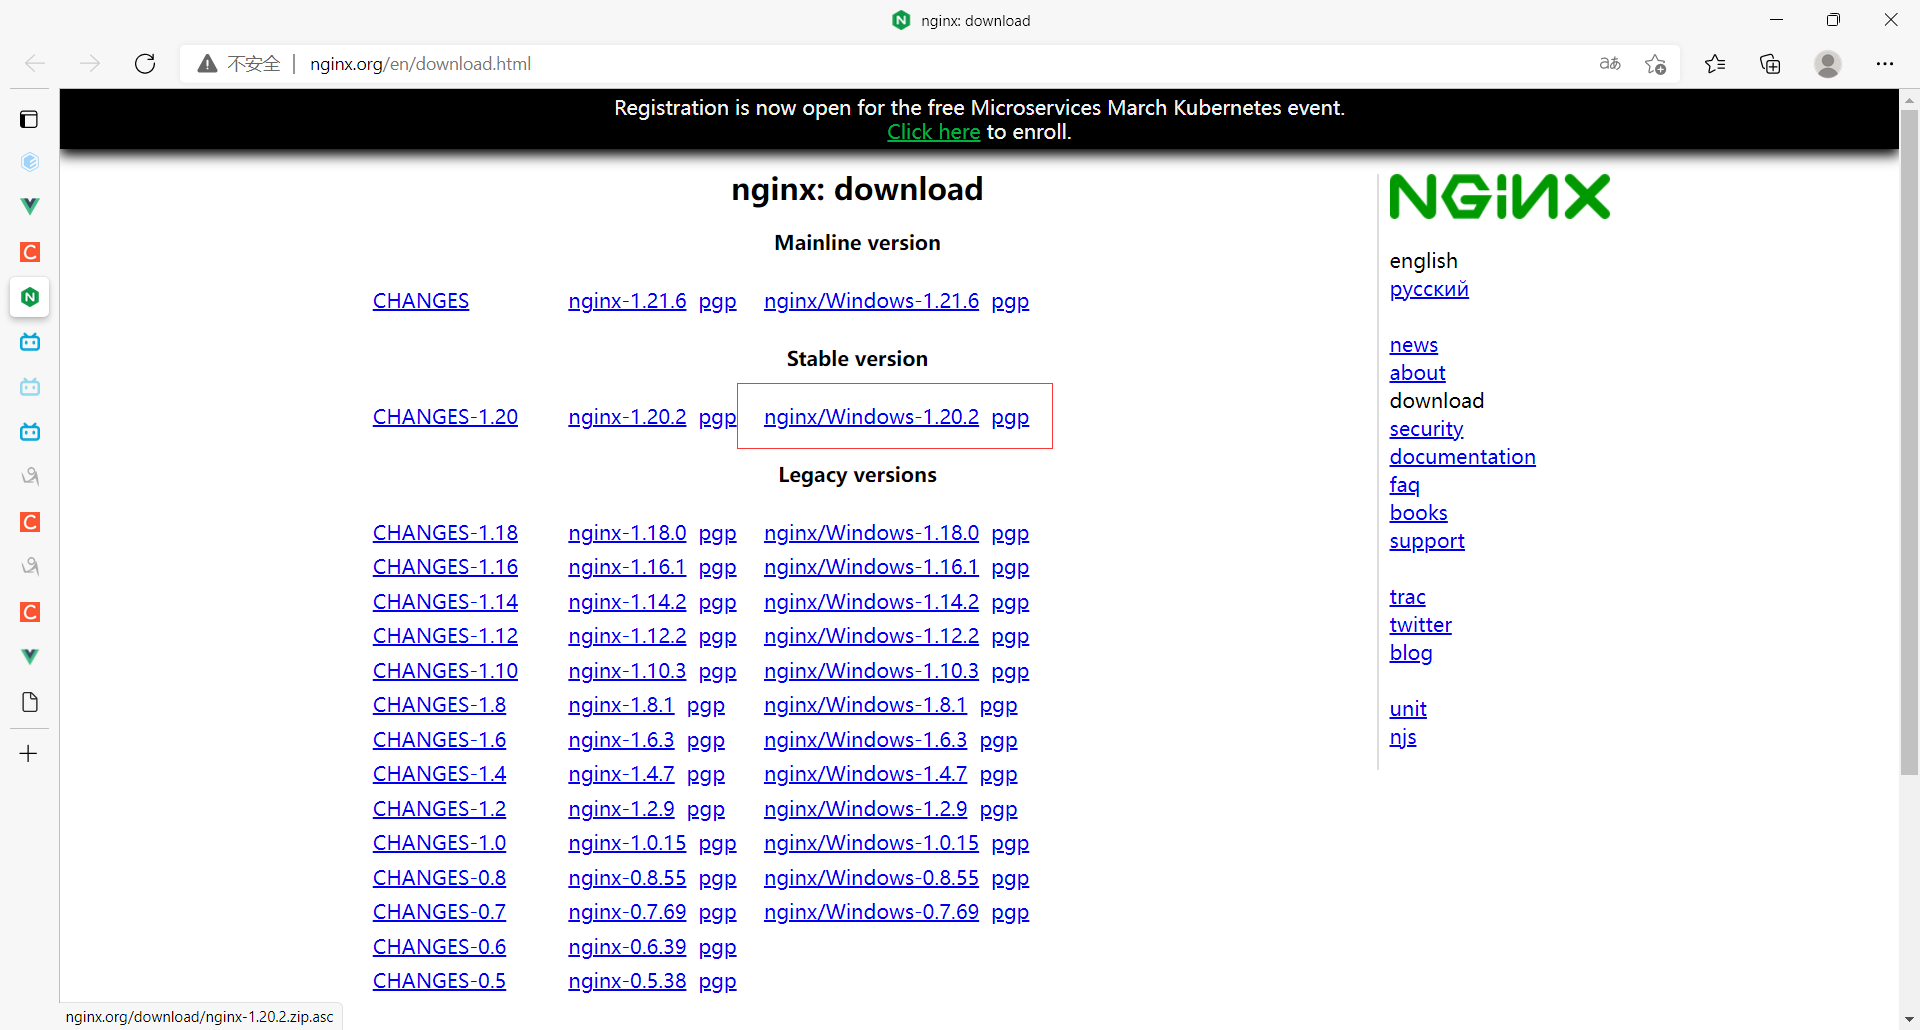 nginx: download
不安全 nginx.org/en/download.html
Registration is now open for the free Microservices March Kubernetes event.
Click here to enroll.
nginx: download
Mainline version
CHANGES nginx-1.21.6 pgp nginx/Windows-1.21.6 pgp
Stable version
CHANGES-1.20 nginx-1.20.2 pgp nginx/Windows-1.20.2 pgp
Legacy versions
CHANGES-1.18 nginx-1.18.0 pgp nginx/Windows-1.18.0 pgp
CHANGES-1.16 nginx-1.16.1 pgp nginx/Windows-1.16.1 pgp
CHANGES-1.14 nginx-1.14.2 pgp nginx/Windows-1.14.2 pgp
CHANGES-1.12 nginx-1.12.2 pgp nginx/Windows-1.12.2 pgp
CHANGES-1.10 nginx-1.10.3 pgp nginx/Windows-1.10.3 pgp
CHANGES-1.8 nginx-1.8.1 pgp nginx/Windows-1.8.1 pgp
CHANGES-1.6 nginx-1.6.3 pgp nginx/Windows-1.6.3 pgp
CHANGES-1.4 nginx-1.4.7 pgp nginx/Windows-1.4.7 pgp
CHANGES-1.2 nginx-1.2.9 pgp nginx/Windows-1.2.9 pgp
CHANGES-1.0 nginx-1.0.15 pgp nginx/Windows-1.0.15 pgp
CHANGES-0.8 nginx-0.8.55 pgp nginx/Windows-0.8.55 pgp
CHANGES-0.7 nginx-0.7.69 pgp nginx/Windows-0.7.69 pgp
CHANGES-0.6 nginx-0.6.39 pgp
CHANGES-0.5 nginx-0.5.38 pgp
NGINX
english
русский
news
about
download
security
documentation
faq
books
support
trac
twitter
blog
unit
njs
nginx.org/download/nginx-1.20.2.zip.asc